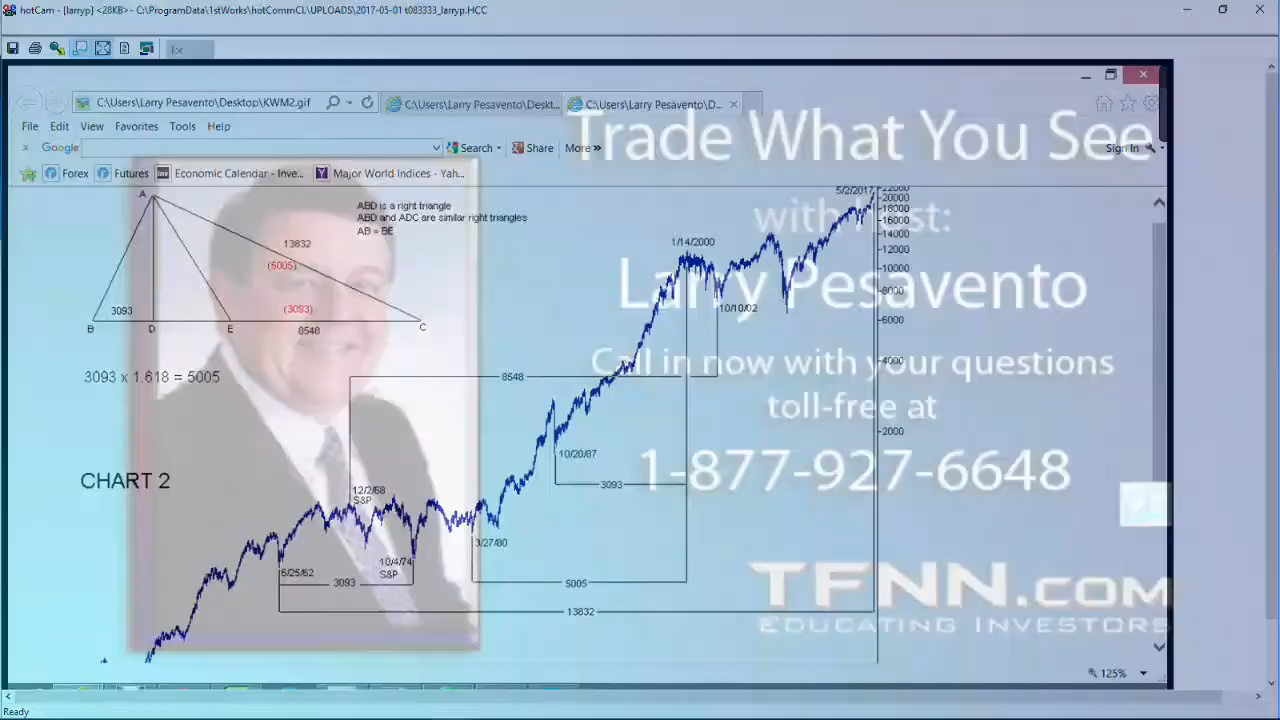 hotCam - [larryp] <28KB>- C:\ProgramData\1stWorks\hotCommCL\UPLOADS\2017-05-01 t083333_larryp.HCC
C:\Users\Larry Pesavento\Desktop\KWM2.gif
C:\Users\Larry Pesavento\Deskt...
C:\Users\Larry Pesavento\D...
File Edit View Favorites Tools Help
Google
Search
Share
More »
Sign In
Forex
Futures
Economic Calendar - Inve...
Major World Indices - Yah...
Trade What You See
with Host:
Larry Pesavento
Call in now with your questions
toll-free at
1-877-927-6648
TFNN.com
EDUCATING INVESTORS
A
ABD is a right triangle
ABD and ADC are similar right triangles
AB = BE
13832
(5005)
3093
(3093)
B
D
E
8548
C
3093 x 1.618 = 5005
CHART 2
5/2/2017
22000
20000
18000
16000
14000
12000
10000
8000
6000
4000
2000
1/14/2000
10/10/02
8548
10/20/87
3093
12/2/68
S&P
3/27/80
10/4/74
S&P
6/25/62
3093
5005
13832
125%
Ready